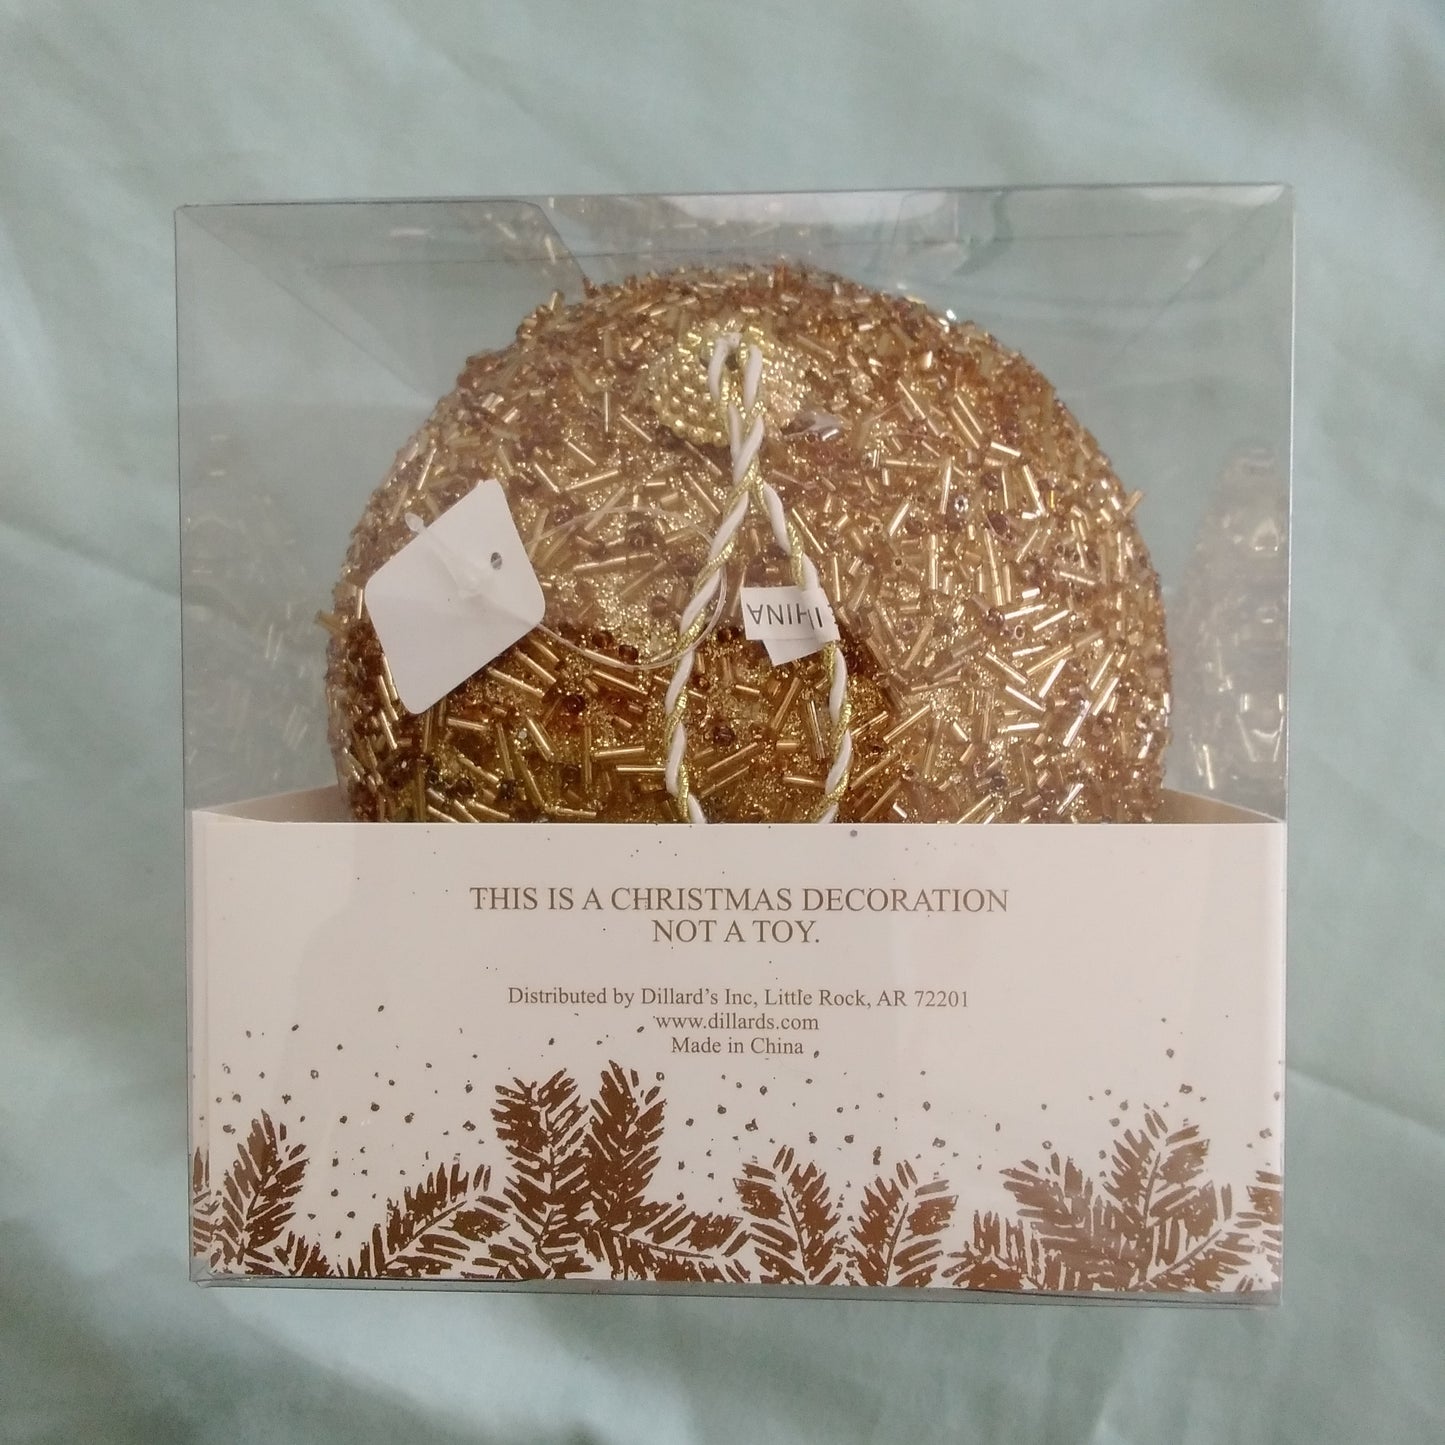 CHINA
THIS IS A CHRISTMAS DECORATION
NOT A TOY.
Distributed by Dillard's Inc, Little Rock, AR 72201
www.dillards.com
Made in China